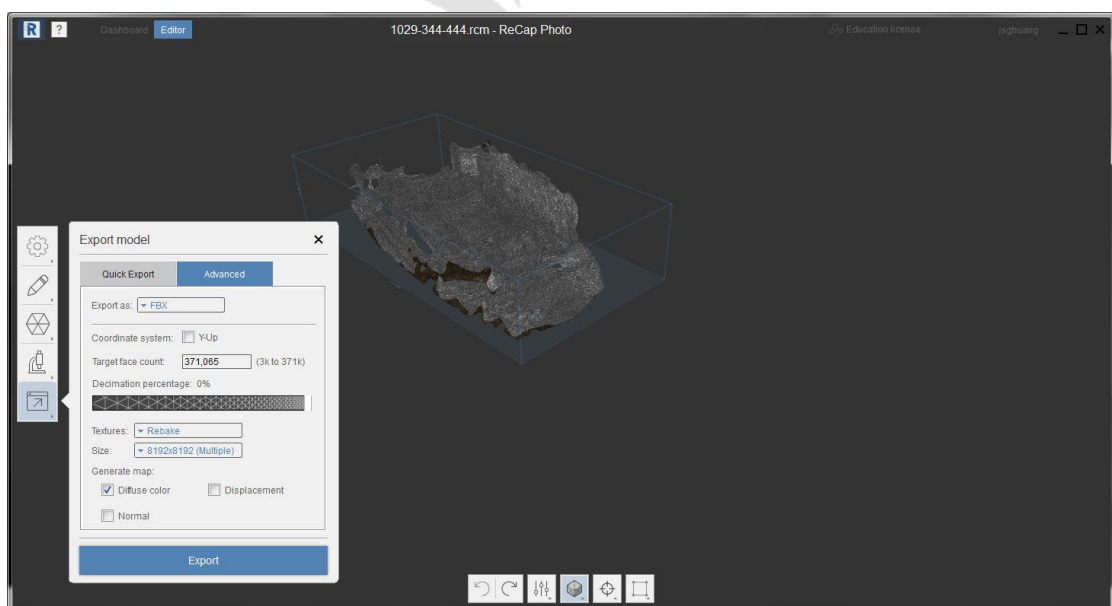 R ? Dashboard Editor 1029-344-444.rcm - ReCap Photo Education license jsghuang
Export model
Quick Export Advanced
Export as: FBX
Coordinate system: Y-Up
Target face count: 371,065 (3k to 371k)
Decimation percentage: 0%
Textures: Rebake
Size: 8192x8192 (Multiple)
Generate map:
Diffuse color Displacement
Normal
Export